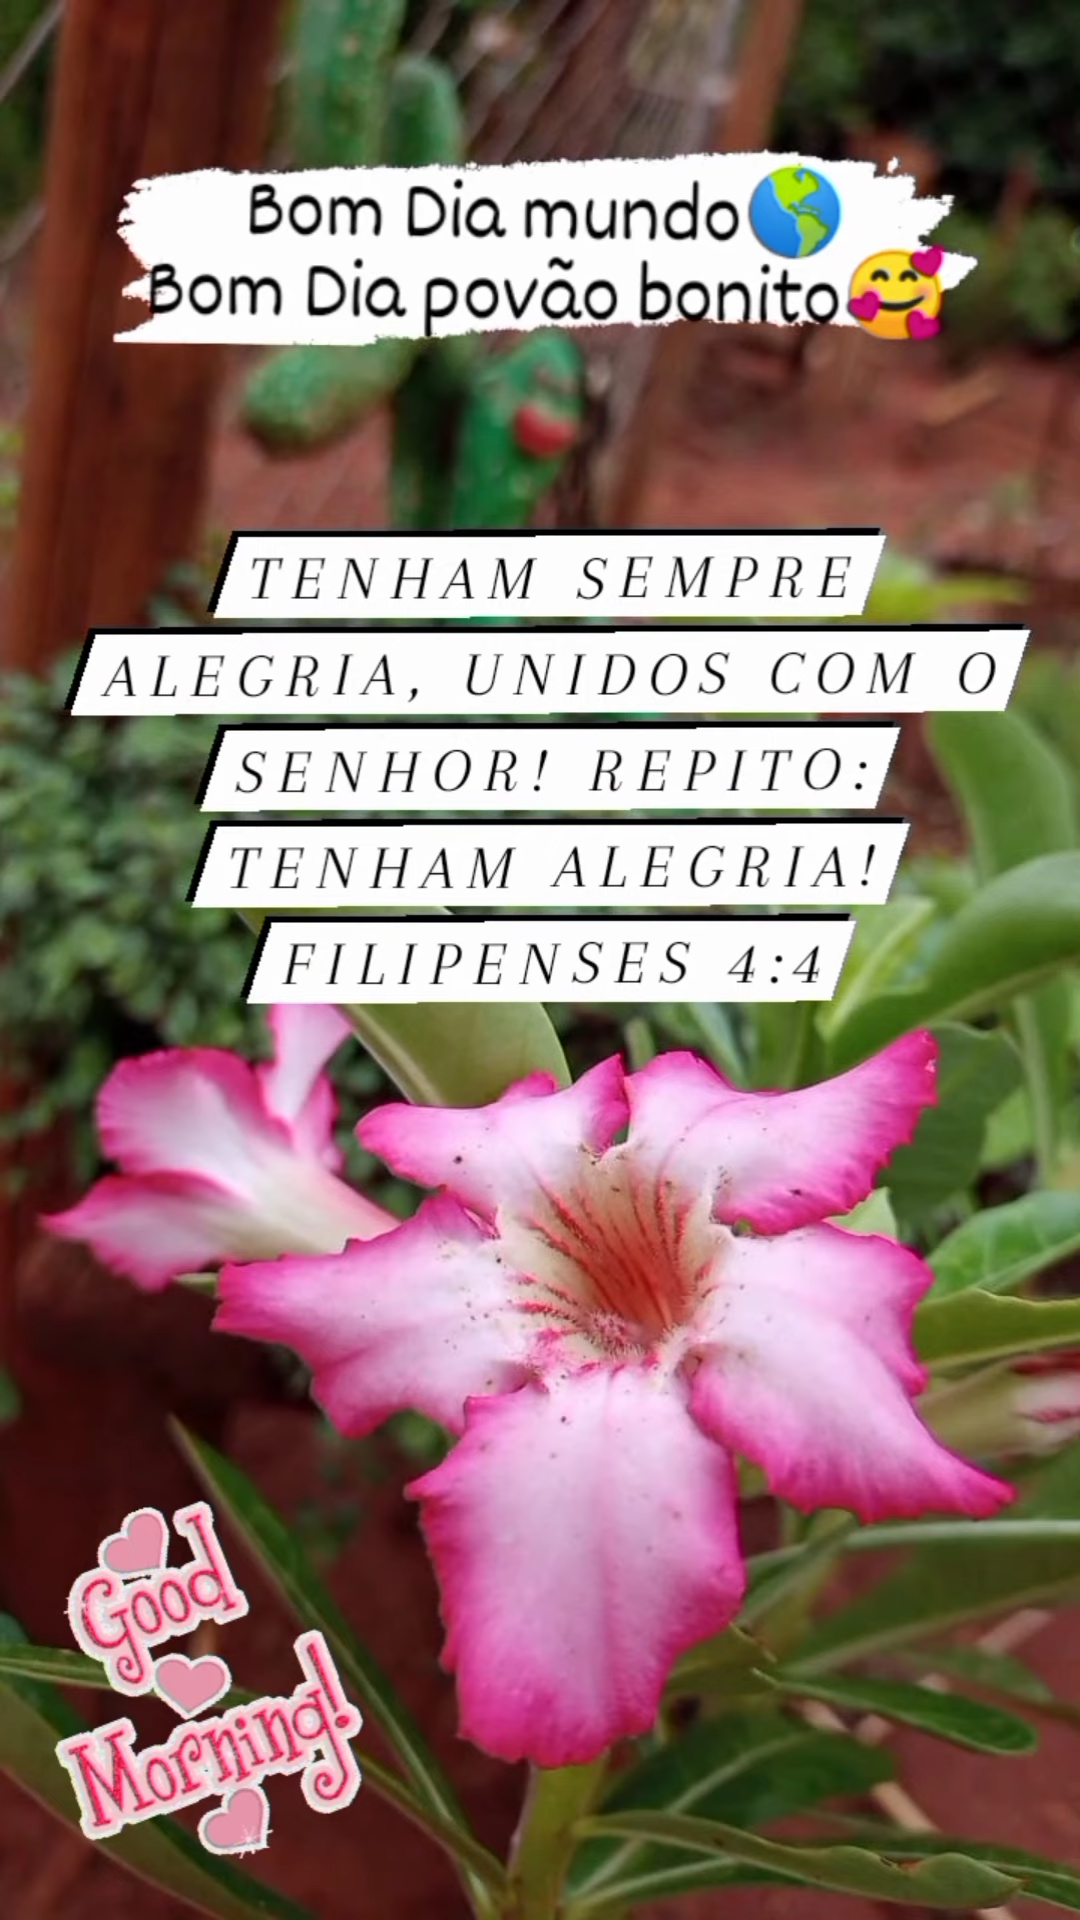 Bom Dia mundo🌎
Bom Dia povão bonito🥰
TENHAM SEMPRE
ALEGRIA, UNIDOS COM O
SENHOR! REPITO:
TENHAM ALEGRIA!
FILIPENSES 4:4
Good
Morning!